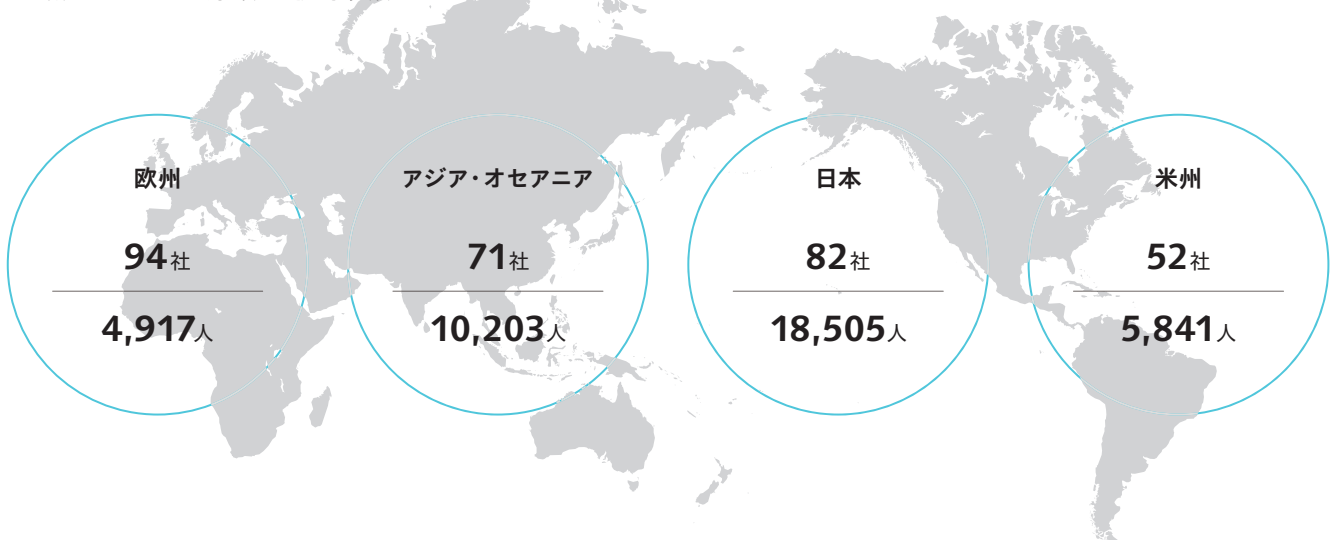 欧州
94社
4,917人
アジア・オセアニア
71社
10,203人
日本
82社
18,505人
米州
52社
5,841人